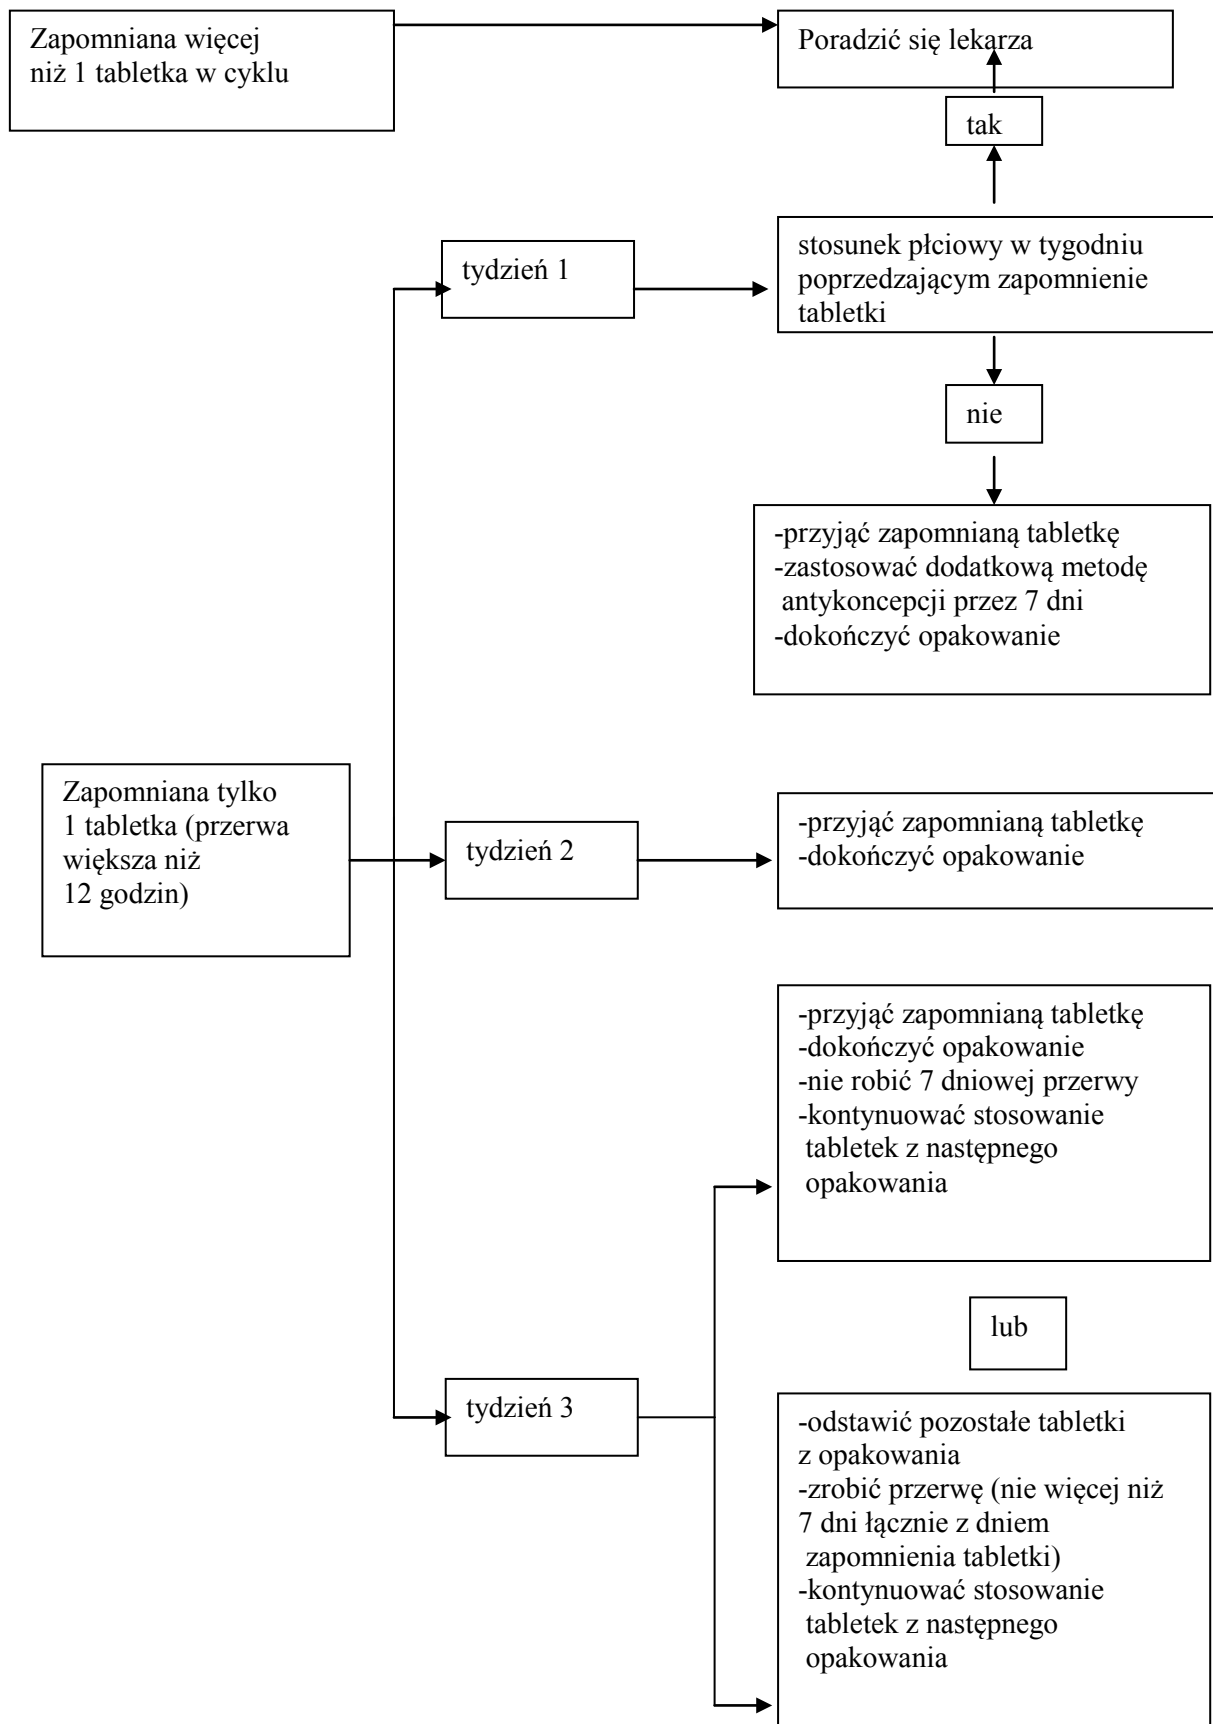 Zapomniana więcej
niż 1 tabletka w cyklu
Poradzić się lekarza
tak
stosunek płciowy w tygodniu
poprzedzającym zapomnienie
tabletki
tydzień 1
nie
-przyjąć zapomnianą tabletkę
-zastosować dodatkową metodę
antykoncepcji przez 7 dni
-dokończyć opakowanie
Zapomniana tylko
1 tabletka (przerwa
większa niż
12 godzin)
tydzień 2
-przyjąć zapomnianą tabletkę
-dokończyć opakowanie
-przyjąć zapomnianą tabletkę
-dokończyć opakowanie
-nie robić 7 dniowej przerwy
-kontynuować stosowanie
tabletek z następnego
opakowania
lub
tydzień 3
-odstawić pozostałe tabletki
z opakowania
-zrobić przerwę (nie więcej niż
7 dni łącznie z dniem
zapomnienia tabletki)
-kontynuować stosowanie
tabletek z następnego
opakowania